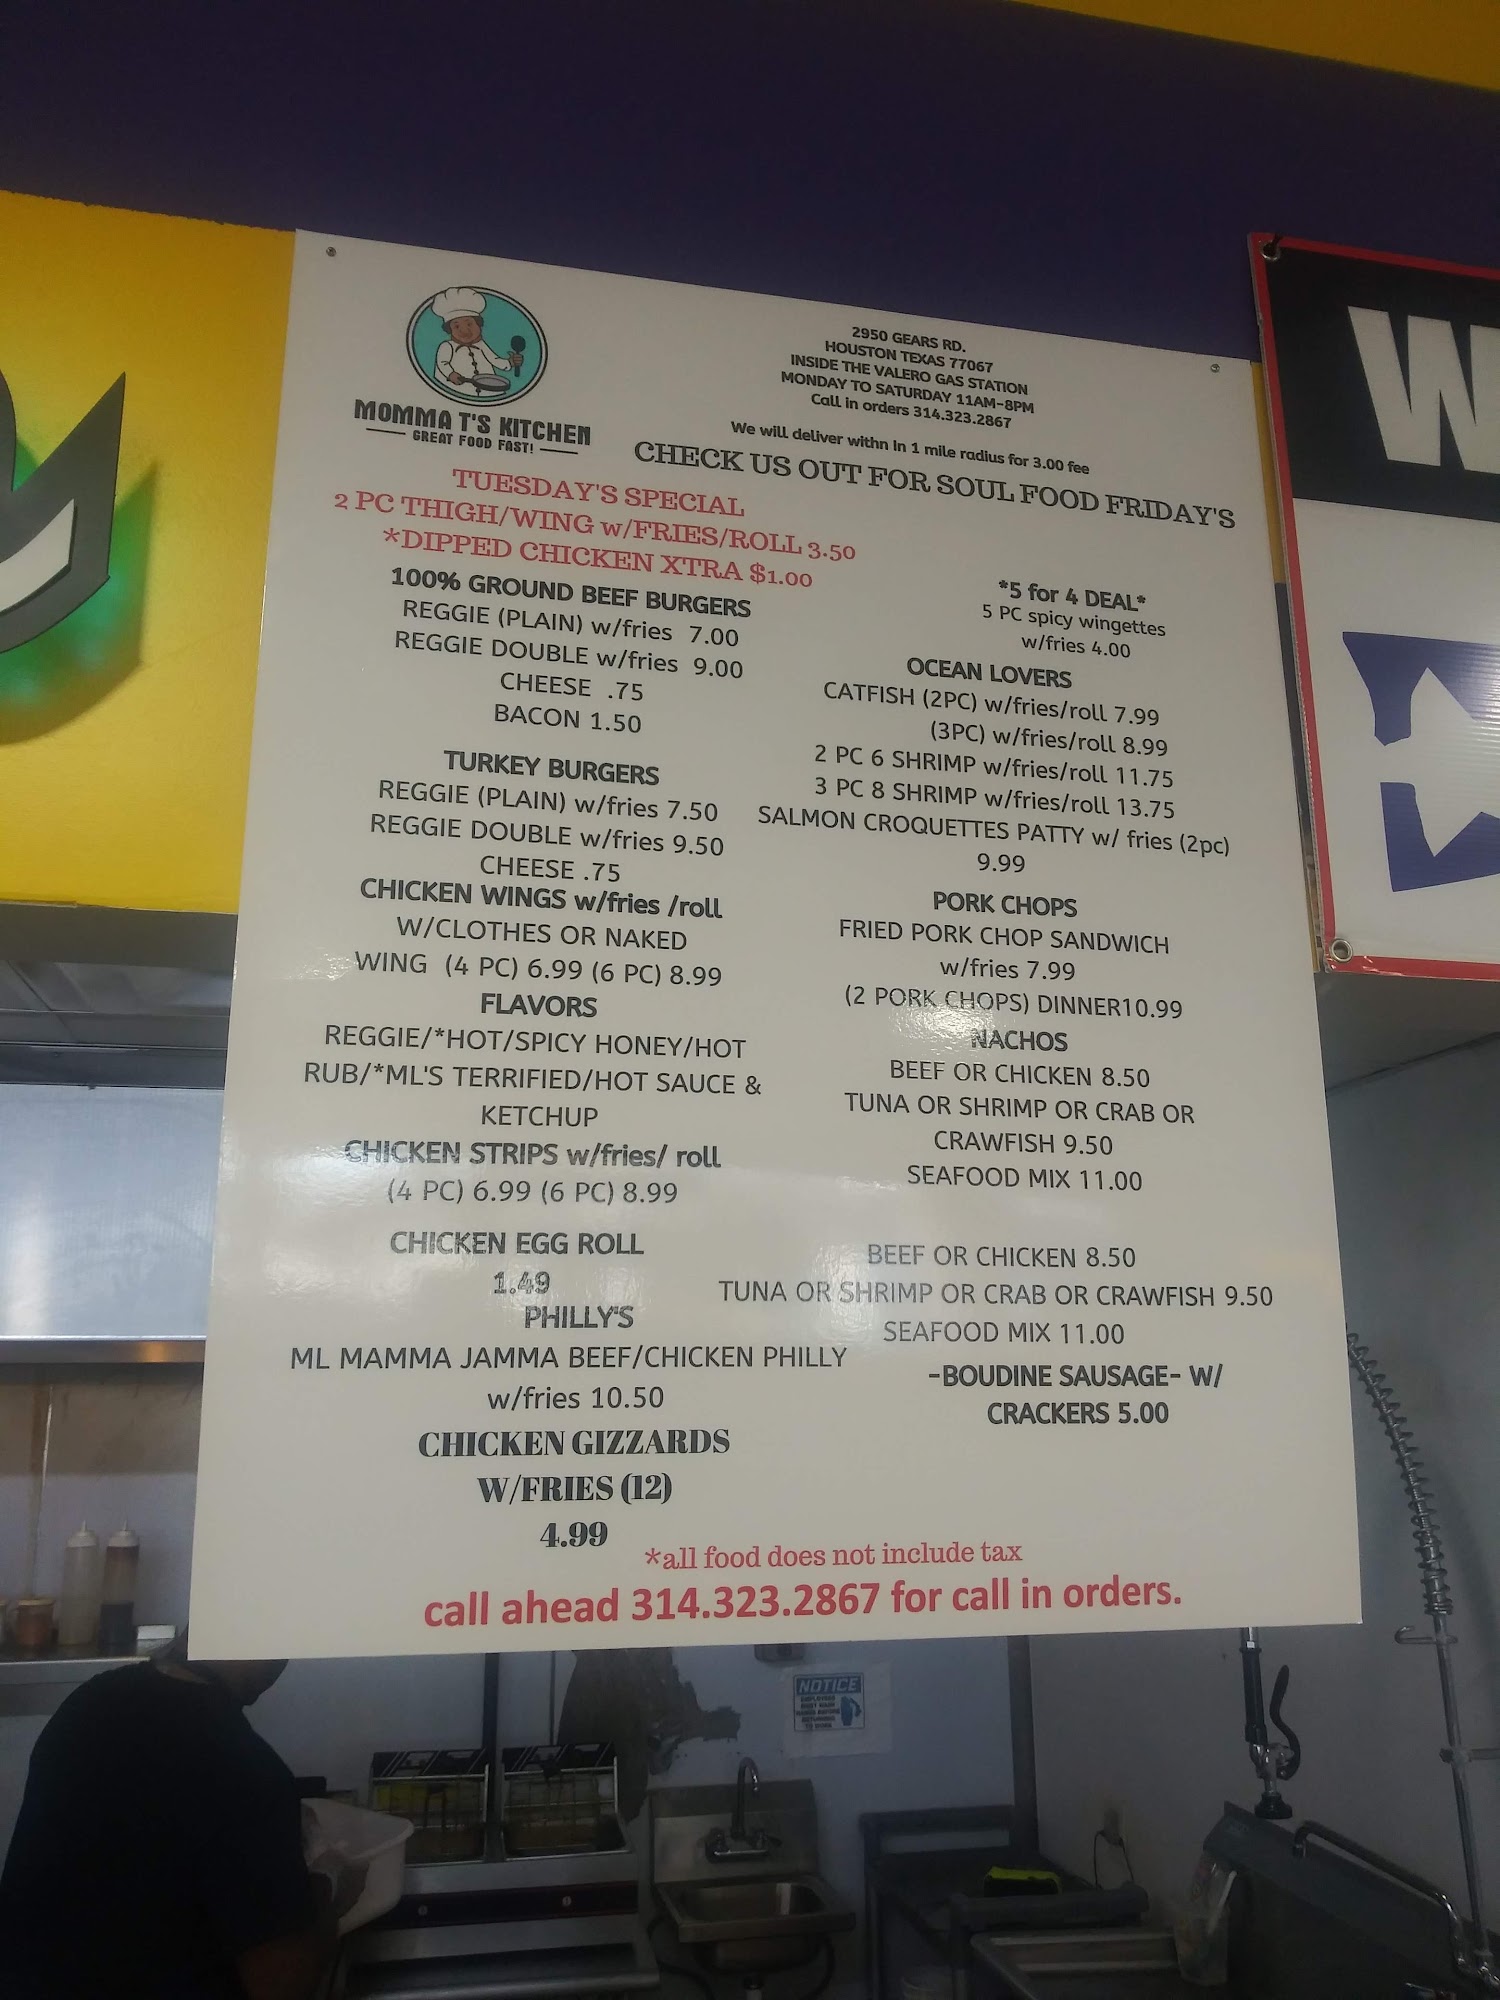 MOMMA T'S KITCHEN
GREAT FOOD FAST!
2950 GEARS RD.
HOUSTON TEXAS 77067
INSIDE THE VALERO GAS STATION
MONDAY TO SATURDAY 11AM-8PM
Call in orders 314.323.2867
We will deliver withn In 1 mile radius for 3.00 fee
CHECK US OUT FOR SOUL FOOD FRIDAY'S
TUESDAY'S SPECIAL
2 PC THIGH/WING w/FRIES/ROLL 3.50
*DIPPED CHICKEN XTRA $1.00
100% GROUND BEEF BURGERS
REGGIE (PLAIN) w/fries 7.00
REGGIE DOUBLE w/fries 9.00
CHEESE .75
BACON 1.50
TURKEY BURGERS
REGGIE (PLAIN) w/fries 7.50
REGGIE DOUBLE w/fries 9.50
CHEESE .75
CHICKEN WINGS w/fries /roll
W/CLOTHES OR NAKED
WING (4 PC) 6.99 (6 PC) 8.99
FLAVORS
REGGIE/*HOT/SPICY HONEY/HOT
RUB/*ML'S TERRIFIED/HOT SAUCE &
KETCHUP
CHICKEN STRIPS w/fries/ roll
(4 PC) 6.99 (6 PC) 8.99
CHICKEN EGG ROLL
1.49
PHILLY'S
ML MAMMA JAMMA BEEF/CHICKEN PHILLY
w/fries 10.50
CHICKEN GIZZARDS
W/FRIES (12)
4.99
*5 for 4 DEAL*
5 PC spicy wingettes
w/fries 4.00
OCEAN LOVERS
CATFISH (2PC) w/fries/roll 7.99
(3PC) w/fries/roll 8.99
2 PC 6 SHRIMP w/fries/roll 11.75
3 PC 8 SHRIMP w/fries/roll 13.75
SALMON CROQUETTES PATTY w/ fries (2pc)
9.99
PORK CHOPS
FRIED PORK CHOP SANDWICH
w/fries 7.99
(2 PORK CHOPS) DINNER10.99
NACHOS
BEEF OR CHICKEN 8.50
TUNA OR SHRIMP OR CRAB OR
CRAWFISH 9.50
SEAFOOD MIX 11.00
BEEF OR CHICKEN 8.50
TUNA OR SHRIMP OR CRAB OR CRAWFISH 9.50
SEAFOOD MIX 11.00
-BOUDINE SAUSAGE- W/
CRACKERS 5.00
*all food does not include tax
call ahead 314.323.2867 for call in orders.
W
NOTICE
EMPLOYEES
MUST WASH
HANDS BEFORE
RETURNING
TO WORK